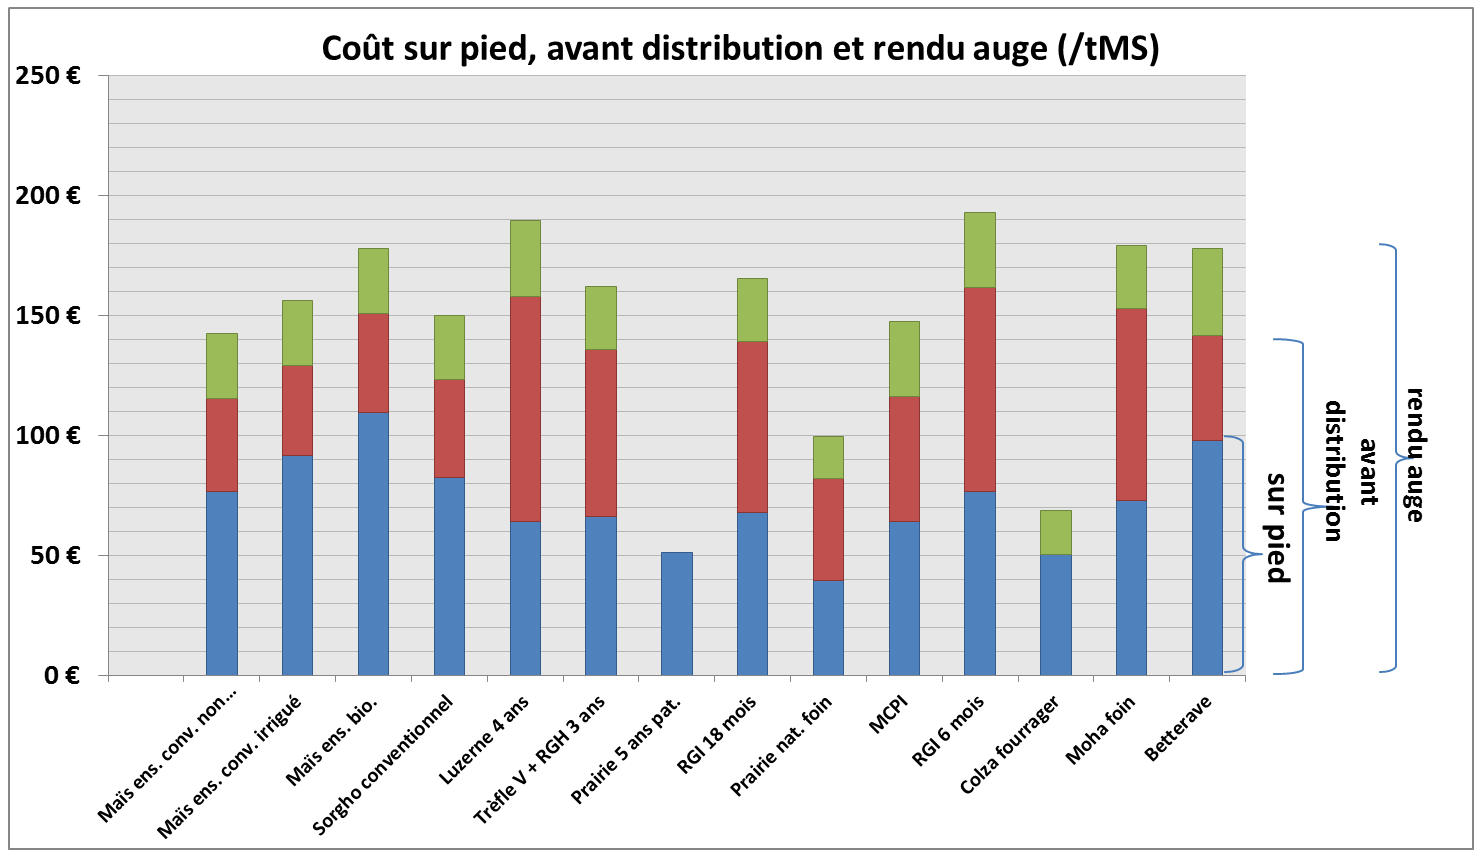 Coût sur pied, avant distribution et rendu auge (/tMS)
250 €
200 €
150 €
100 €
50 €
0 €
Maïs ens. conv. non...
Maïs ens. conv. irrigué
Maïs ens. bio.
Sorgho conventionnel
Luzerne 4 ans
Trèfle V + RGH 3 ans
Prairie 5 ans pat.
RGI 18 mois
Prairie nat. foin
MCPI
RGI 6 mois
Colza fourrager
Moha foin
Betterave
sur pied
avant
distribution
rendu auge